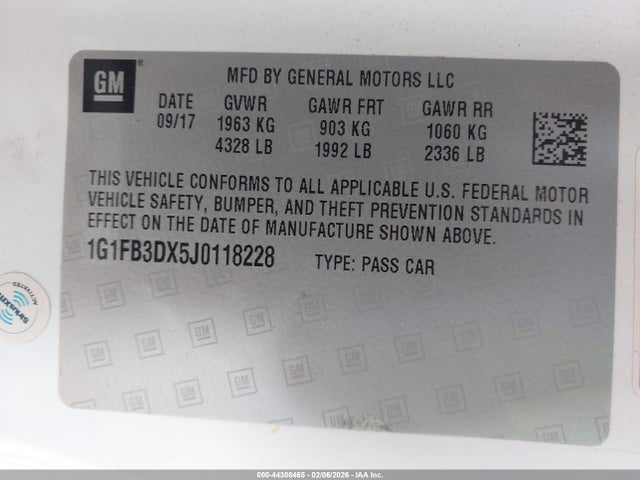 GM
MFD BY GENERAL MOTORS LLC
DATE GVWR GAWR FRT GAWR RR
09/17 1963 KG 903 KG 1060 KG
4328 LB 1992 LB 2336 LB
THIS VEHICLE CONFORMS TO ALL APPLICABLE U.S. FEDERAL MOTOR
VEHICLE SAFETY, BUMPER, AND THEFT PREVENTION STANDARDS IN
EFFECT ON THE DATE OF MANUFACTURE SHOWN ABOVE.
1G1FB3DX5J0118228 TYPE: PASS CAR
ACTIVATED
SiriusXM
000-44308465 - 02/06/2026 - IAA Inc.